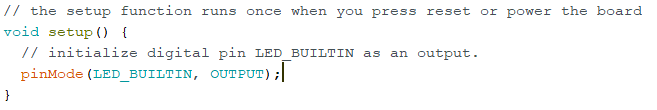 // the setup function runs once when you press reset or power the board
void setup() {
  // initialize digital pin LED_BUILTIN as an output.
  pinMode(LED_BUILTIN, OUTPUT);
}